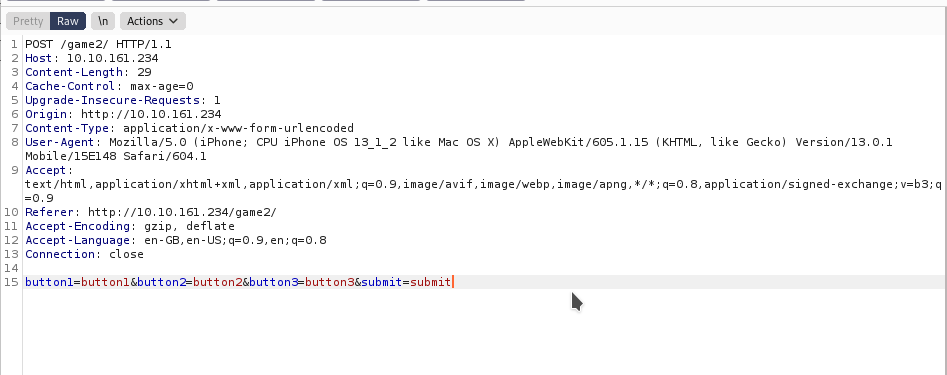 Pretty Raw \n Actions
1 POST /game2/ HTTP/1.1
2 Host: 10.10.161.234
3 Content-Length: 29
4 Cache-Control: max-age=0
5 Upgrade-Insecure-Requests: 1
6 Origin: http://10.10.161.234
7 Content-Type: application/x-www-form-urlencoded
8 User-Agent: Mozilla/5.0 (iPhone; CPU iPhone OS 13_1_2 like Mac OS X) AppleWebKit/605.1.15 (KHTML, like Gecko) Version/13.0.1
Mobile/15E148 Safari/604.1
9 Accept:
text/html,application/xhtml+xml,application/xml;q=0.9,image/avif,image/webp,image/apng,*/*;q=0.8,application/signed-exchange;v=b3;q
=0.9
10 Referer: http://10.10.161.234/game2/
11 Accept-Encoding: gzip, deflate
12 Accept-Language: en-GB,en-US;q=0.9,en;q=0.8
13 Connection: close
14
15 button1=button1&button2=button2&button3=button3&submit=submit